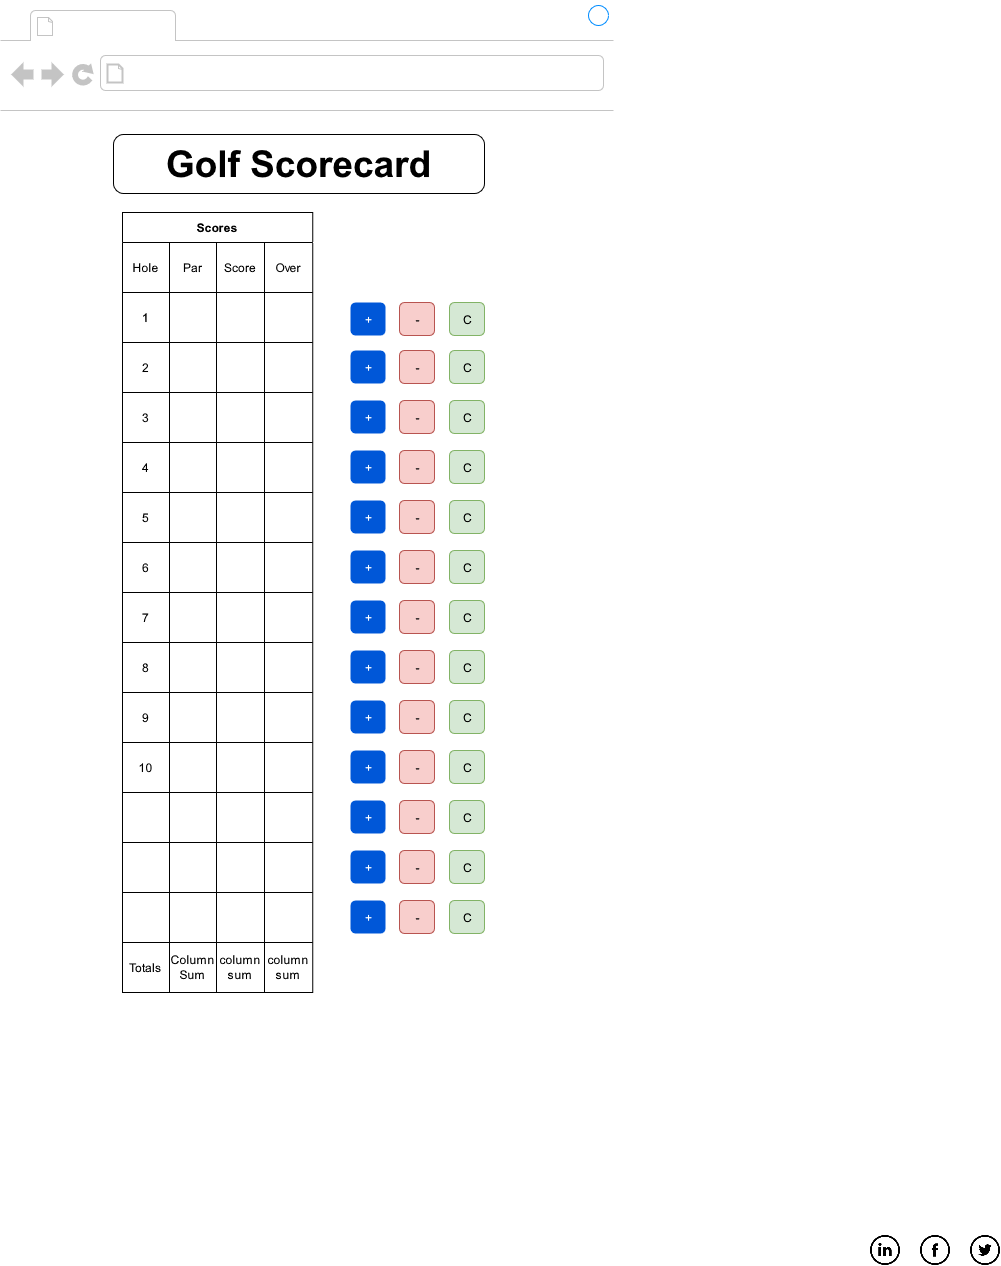 Golf Scorecard
Scores
Hole Par Score Over
1 + - C
2 + - C
3 + - C
4 + - C
5 + - C
6 + - C
7 + - C
8 + - C
9 + - C
10 + - C
+ - C
+ - C
+ - C
Totals Column Sum column sum column sum
in f